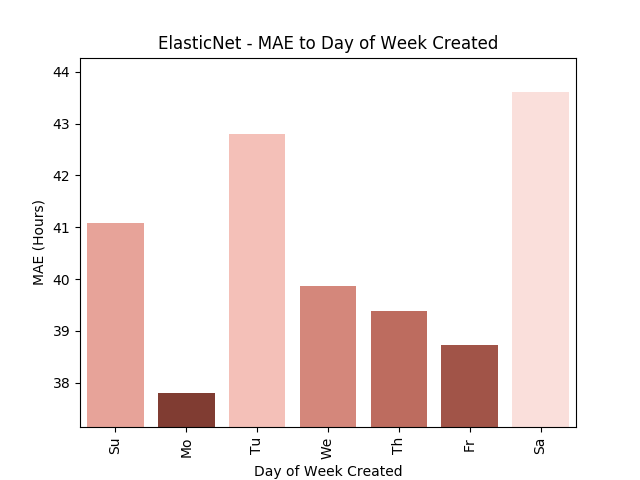 ElasticNet - MAE to Day of Week Created
MAE (Hours)
44
43
42
41
40
39
38
Su
Mo
Tu
We
Th
Fr
Sa
Day of Week Created